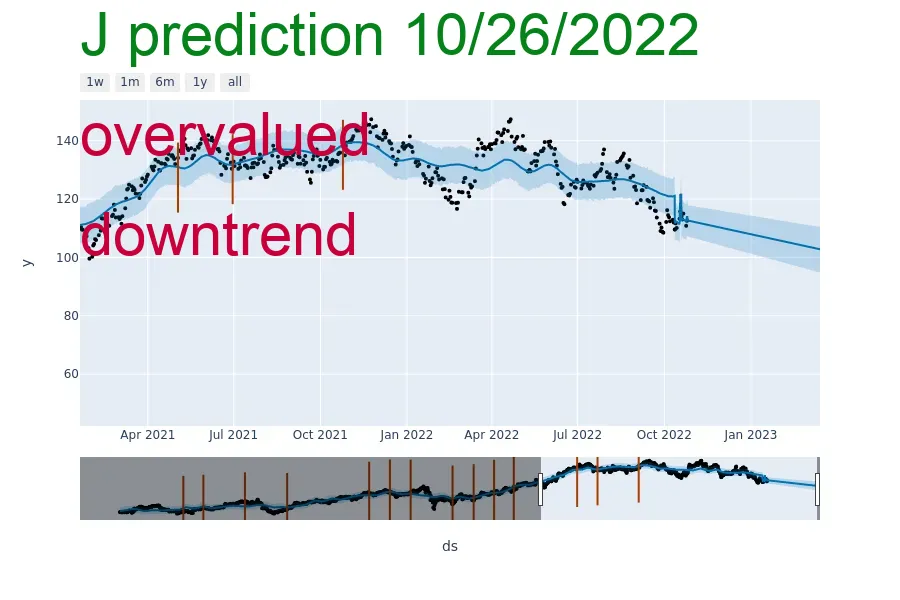 J prediction 10/26/2022
1w 1m 6m 1y all
overvalued
downtrend
140
120
100
80
60
y
Apr 2021 Jul 2021 Oct 2021 Jan 2022 Apr 2022 Jul 2022 Oct 2022 Jan 2023
ds